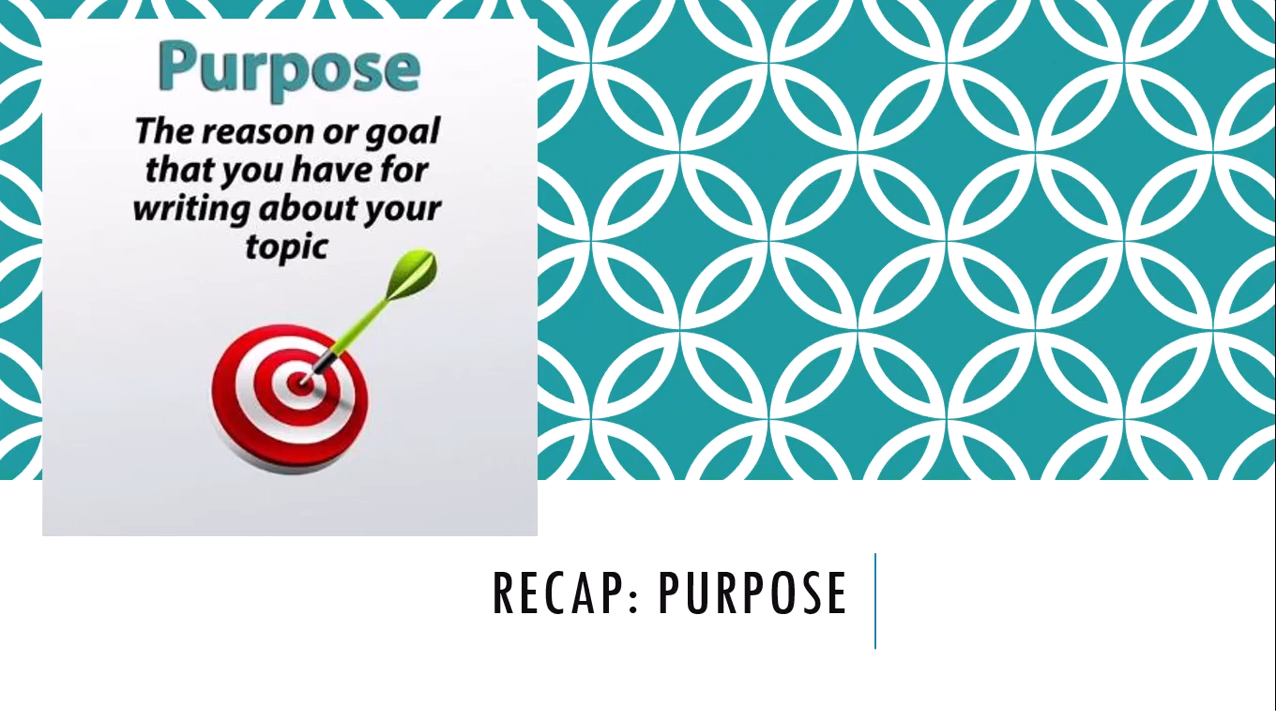 Purpose
The reason or goal
that you have for
writing about your
topic
RECAP: PURPOSE